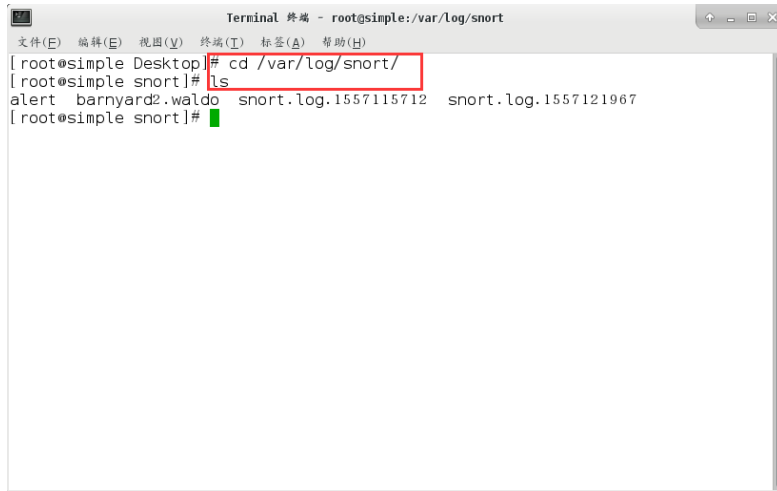 Terminal 终端 - root@simple:/var/log/snort
文件(F) 编辑(E) 视图(V) 终端(T) 标签(A) 帮助(H)
[root@simple Desktop]# cd /var/log/snort/
[root@simple snort]# ls
alert barnyard2.waldo snort.log.1557115712 snort.log.1557121967
[root@simple snort]#